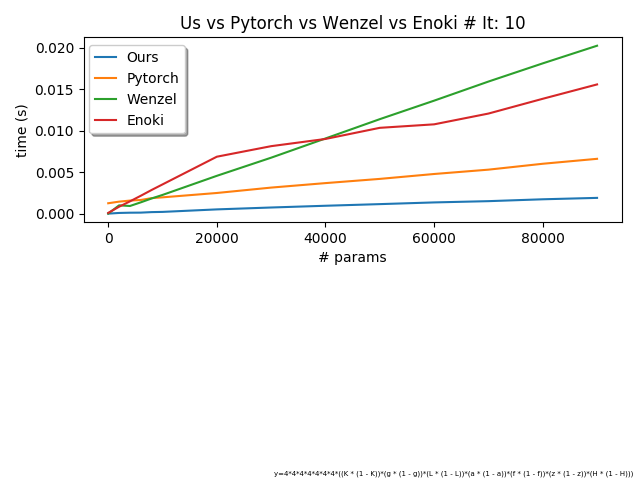 Us vs Pytorch vs Wenzel vs Enoki # It: 10
0.020
0.015
0.010
0.005
0.000
time (s)
Ours
Pytorch
Wenzel
Enoki
0 20000 40000 60000 80000
# params
y=4*4*4*4*4*4*4*((K * (1 - K))*(g * (1 - g))*(L * (1 - L))*(a * (1 - a))*(f * (1 - f))*(z * (1 - z))*(H * (1 - H)))